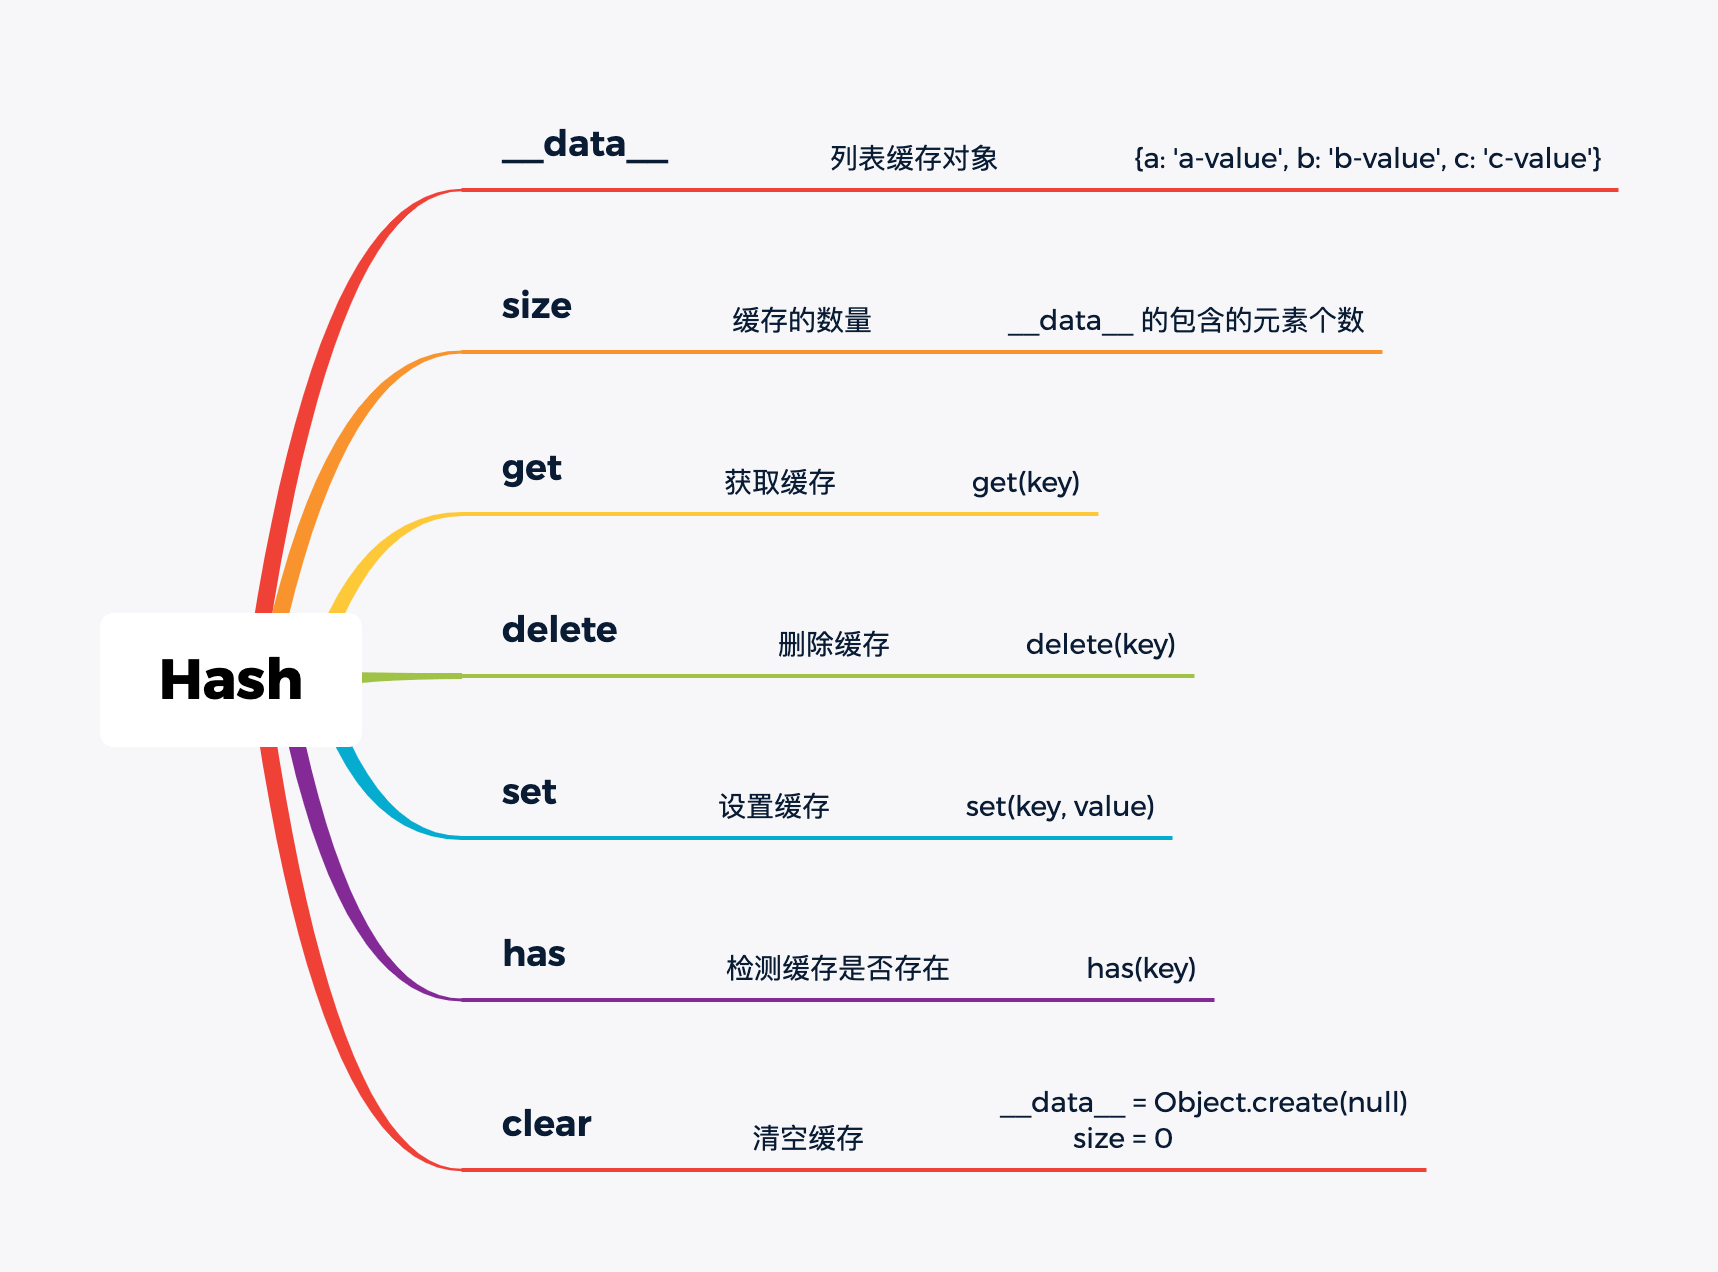 __data__ 列表缓存对象 {a: 'a-value', b: 'b-value', c: 'c-value'}
size 缓存的数量 __data__ 的包含的元素个数
get 获取缓存 get(key)
delete 删除缓存 delete(key)
Hash
set 设置缓存 set(key, value)
has 检测缓存是否存在 has(key)
clear 清空缓存 __data__ = Object.create(null)
size = 0